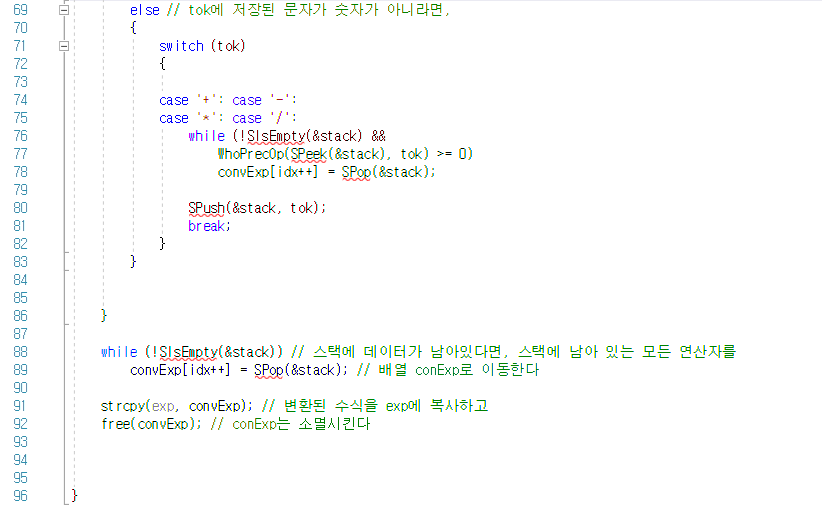 69 else // tok에 저장된 문자가 숫자가 아니라면,
70 {
71 switch (tok)
72 {
73
74 case '+': case '-':
75 case '*': case '/':
76 while (!SIsEmpty(&stack) &&
77 WhoPrecOp(SPeek(&stack), tok) >= 0)
78 convExp[idx++] = SPop(&stack);
79
80 SPush(&stack, tok);
81 break;
82 }
83 }
84
85
86 }
87
88 while (!SIsEmpty(&stack)) // 스택에 데이터가 남아있다면, 스택에 남아 있는 모든 연산자를
89 convExp[idx++] = SPop(&stack); // 배열 conExp로 이동한다
90
91 strcpy(exp, convExp); // 변환된 수식을 exp에 복사하고
92 free(convExp); // conExp는 소멸시킨다
93
94
95
96 }